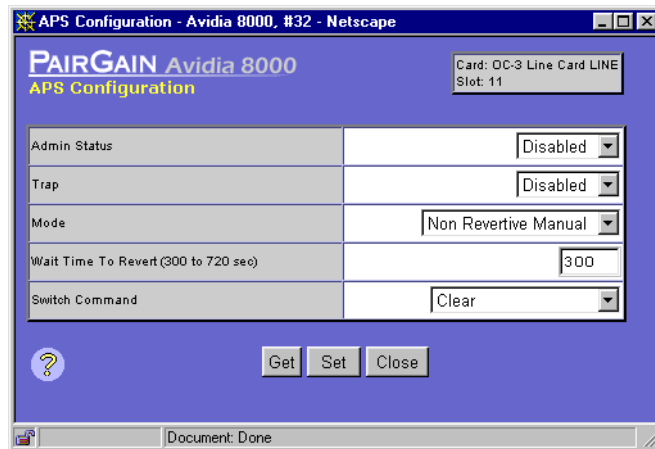 APS Configuration - Avidia 8000, #32 - Netscape
PAIRGAIN Avidia 8000
APS Configuration
Card: OC-3 Line Card LINE
Slot: 11
Admin Status Disabled
Trap Disabled
Mode Non Revertive Manual
Wait Time To Revert (300 to 720 sec) 300
Switch Command Clear
? Get Set Close
Document: Done